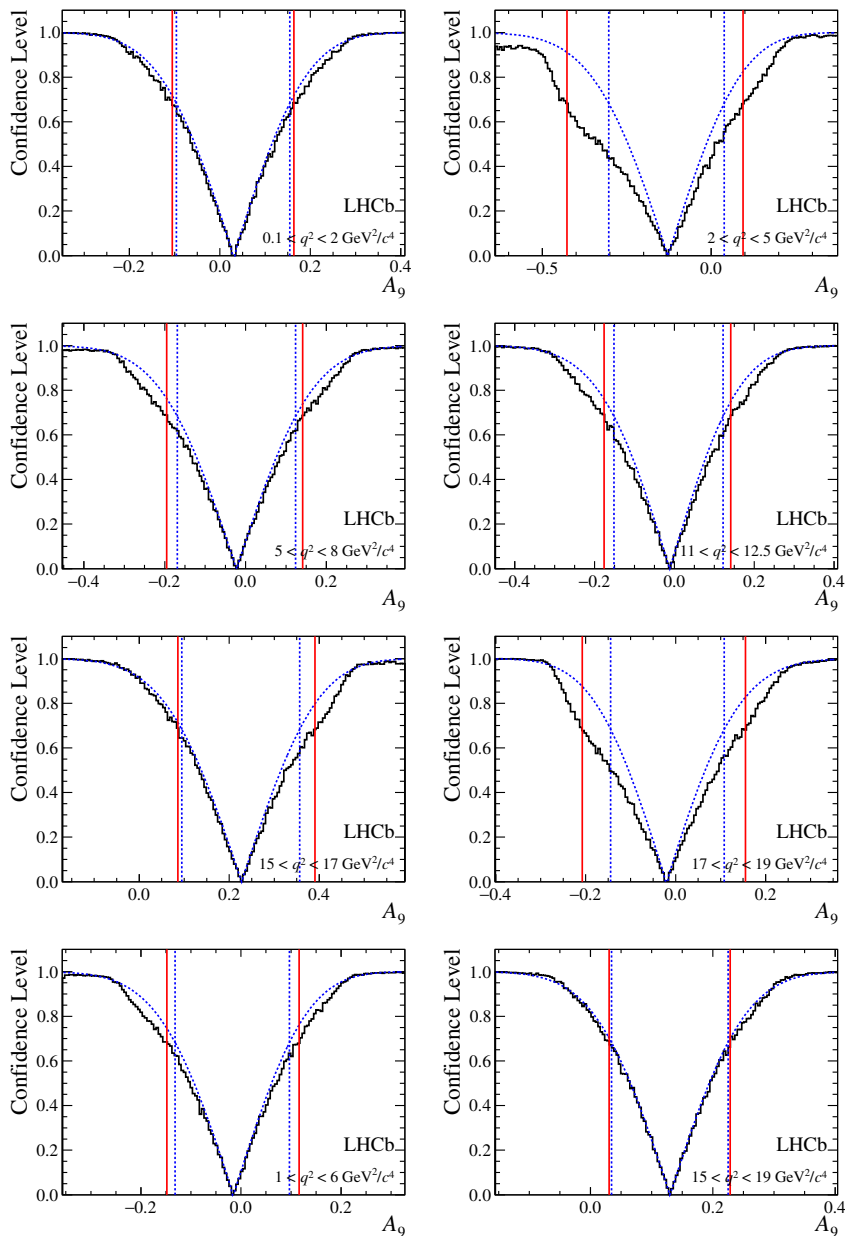 Confidence Level
1.0
0.8
0.6
0.4
0.2
0.0
LHCb
0.1 < q² < 2 GeV²/c⁴
−0.2 0.0 0.2 0.4
A₉
Confidence Level
1.0
0.8
0.6
0.4
0.2
0.0
LHCb
2 < q² < 5 GeV²/c⁴
−0.5 0.0
A₉
Confidence Level
1.0
0.8
0.6
0.4
0.2
0.0
LHCb
5 < q² < 8 GeV²/c⁴
−0.4 −0.2 0.0 0.2 0.4
A₉
Confidence Level
1.0
0.8
0.6
0.4
0.2
0.0
LHCb
11 < q² < 12.5 GeV²/c⁴
−0.4 −0.2 0.0 0.2 0.4
A₉
Confidence Level
1.0
0.8
0.6
0.4
0.2
0.0
LHCb
15 < q² < 17 GeV²/c⁴
0.0 0.2 0.4
A₉
Confidence Level
1.0
0.8
0.6
0.4
0.2
0.0
LHCb
17 < q² < 19 GeV²/c⁴
−0.4 −0.2 0.0 0.2
A₉
Confidence Level
1.0
0.8
0.6
0.4
0.2
0.0
LHCb
1 < q² < 6 GeV²/c⁴
−0.2 0.0 0.2
A₉
Confidence Level
1.0
0.8
0.6
0.4
0.2
0.0
LHCb
15 < q² < 19 GeV²/c⁴
0.0 0.2 0.4
A₉